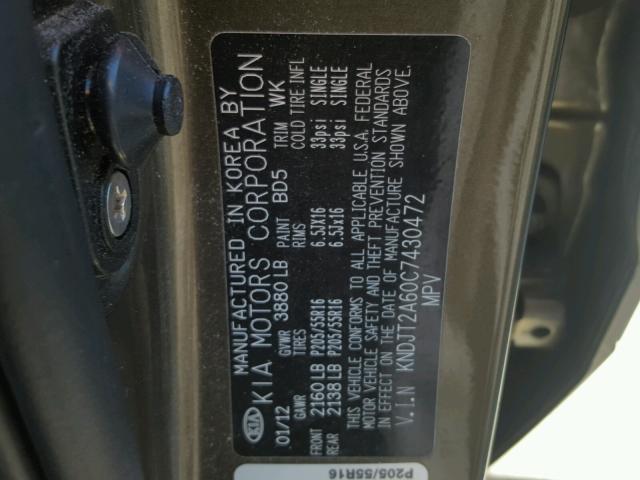 MANUFACTURED IN KOREA BY
KIA KIA MOTORS CORPORATION
01/12 GVWR 3880 LB PAINT BD5 TRIM WK
GAWR TIRES RIMS COLD TIRE-INFL
FRONT 2160 LB P205/55R16 6.5JX16 33psi SINGLE
REAR 2138 LB P205/55R16 6.5JX16 33psi SINGLE
THIS VEHICLE CONFORMS TO ALL APPLICABLE U.S.A. FEDERAL
MOTOR VEHICLE SAFETY AND THEFT PREVENTION STANDARDS
IN EFFECT ON THE DATE OF MANUFACTURE SHOWN ABOVE.
V.I.N KNDJT2A60C7430472
MPV
P205/55R16